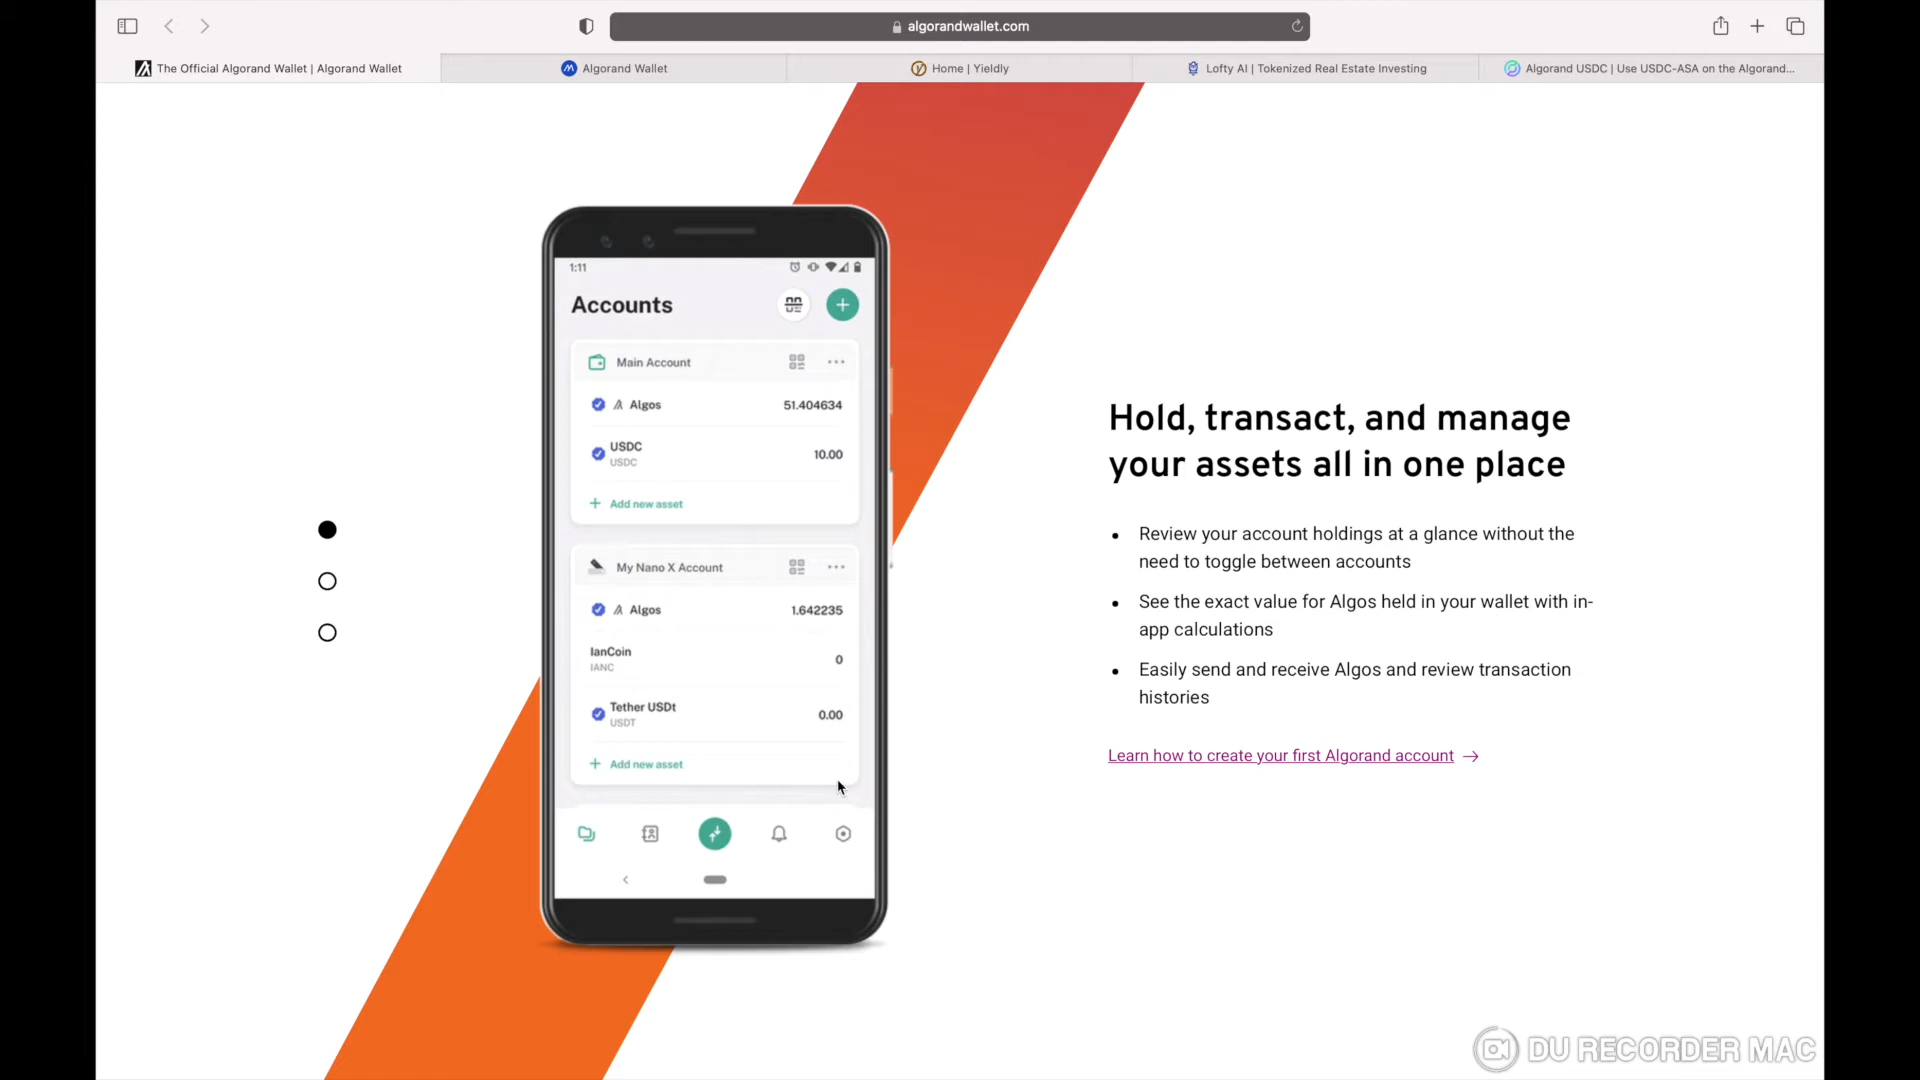 algorandwallet.com
The Official Algorand Wallet | Algorand Wallet
Algorand Wallet
Home | Yieldly
Lofty AI | Tokenized Real Estate Investing
Algorand USDC | Use USDC-ASA on the Algorand...
1:11
Accounts
Main Account
Algos 51.404634
USDC
USDC
10.00
+ Add new asset
My Nano X Account
Algos 1.642235
IanCoin
IANC
0
Tether USDt
USDT
0.00
+ Add new asset
Hold, transact, and manage
your assets all in one place
• Review your account holdings at a glance without the
need to toggle between accounts
• See the exact value for Algos held in your wallet with in-
app calculations
• Easily send and receive Algos and review transaction
histories
Learn how to create your first Algorand account →
DU RECORDER MAC